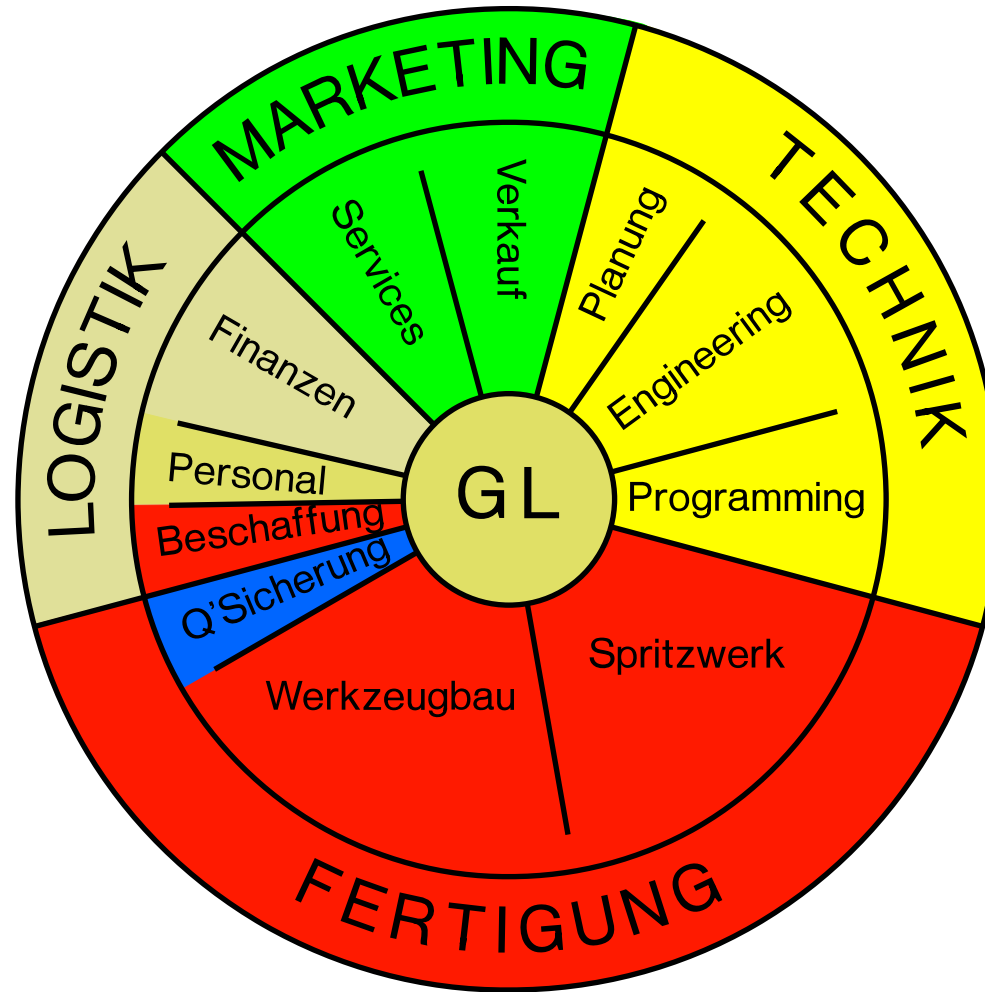 MARKETING
TECHNIK
LOGISTIK
FERTIGUNG
Services
Verkauf
Planung
Engineering
Programming
Finanzen
Personal
Beschaffung
Q'Sicherung
Werkzeugbau
Spritzwerk
GL